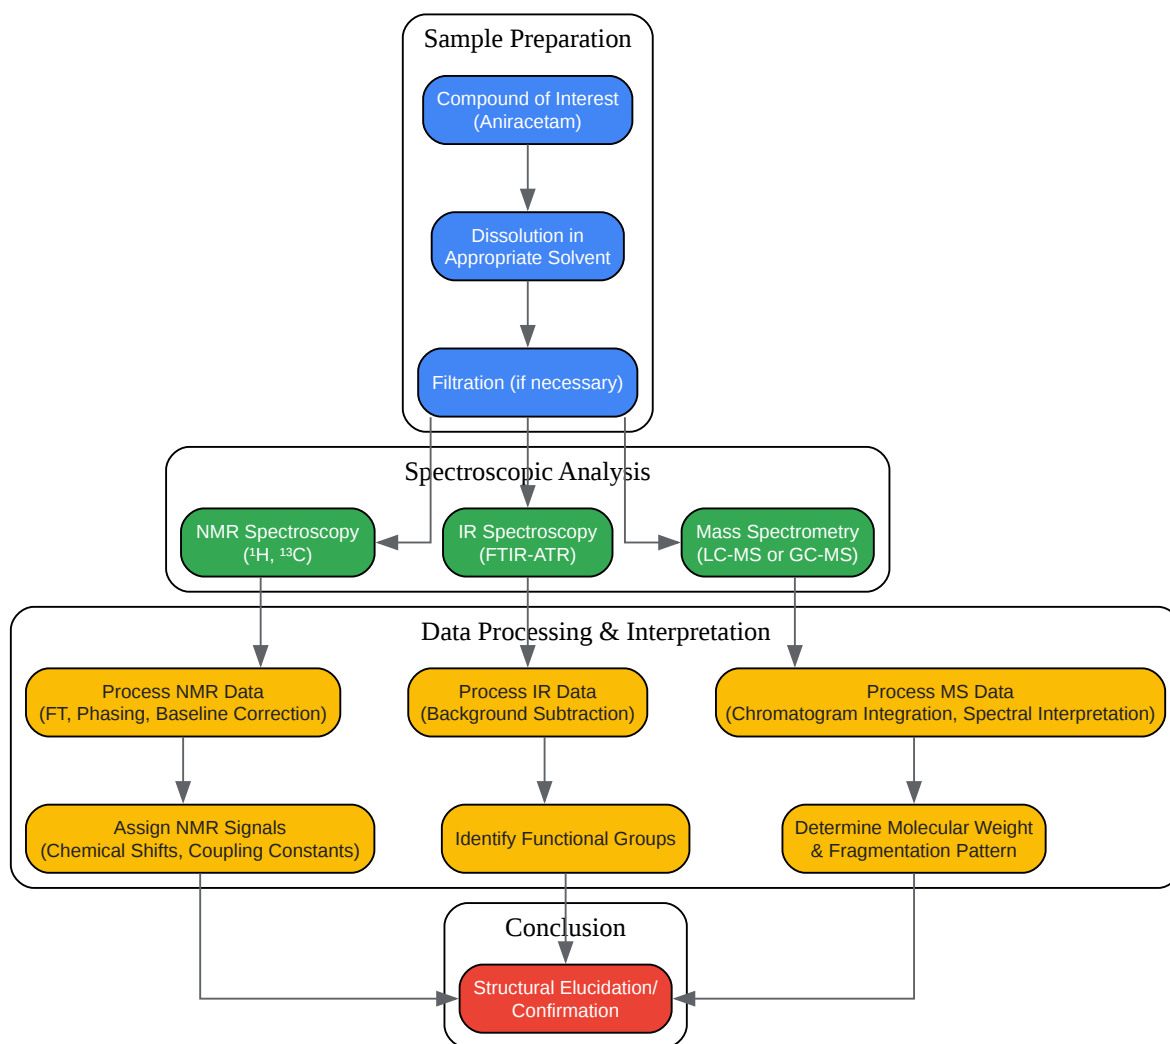 Sample Preparation
Compound of Interest
(Aniracetam)
Dissolution in
Appropriate Solvent
Filtration (if necessary)
Spectroscopic Analysis
NMR Spectroscopy
(¹H, ¹³C)
IR Spectroscopy
(FTIR-ATR)
Mass Spectrometry
(LC-MS or GC-MS)
Data Processing & Interpretation
Process NMR Data
(FT, Phasing, Baseline Correction)
Process IR Data
(Background Subtraction)
Process MS Data
(Chromatogram Integration, Spectral Interpretation)
Assign NMR Signals
(Chemical Shifts, Coupling Constants)
Identify Functional Groups
Determine Molecular Weight
& Fragmentation Pattern
Conclusion
Structural Elucidation/
Confirmation